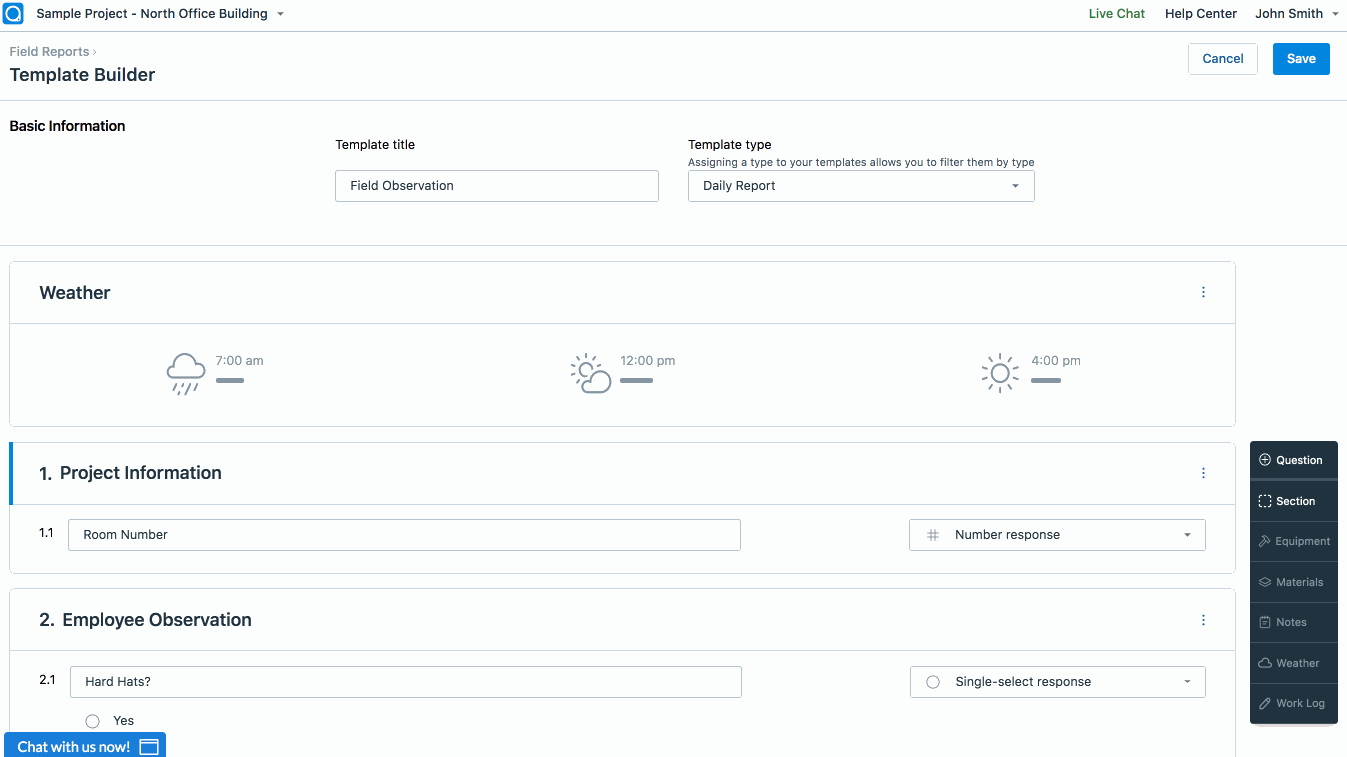 Sample Project - North Office Building
Live Chat
Help Center
John Smith
Field Reports ›
Template Builder
Cancel
Save
Basic Information
Template title
Template type
Assigning a type to your templates allows you to filter them by type
Field Observation
Daily Report
Weather
7:00 am
12:00 pm
4:00 pm
1. Project Information
1.1 Room Number
# Number response
2. Employee Observation
2.1 Hard Hats?
Single-select response
Yes
Question
Section
Equipment
Materials
Notes
Weather
Work Log
Chat with us now!